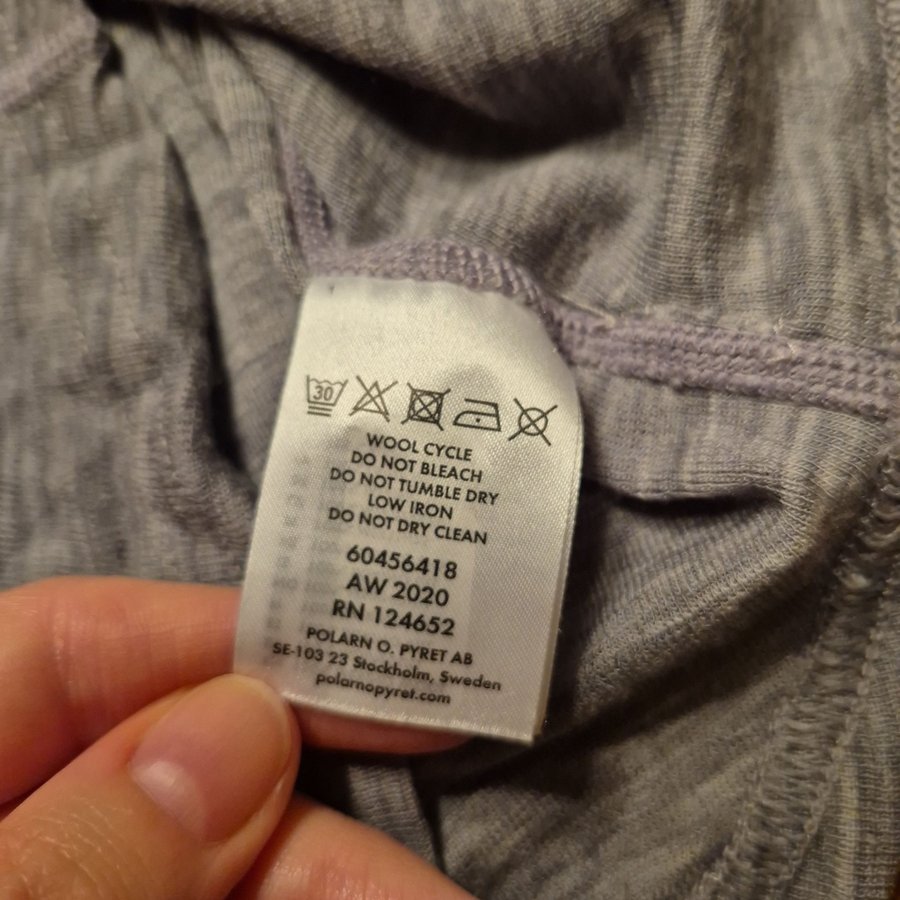 30
WOOL CYCLE
DO NOT BLEACH
DO NOT TUMBLE DRY
LOW IRON
DO NOT DRY CLEAN
60456418
AW 2020
RN 124652
POLARN O. PYRET AB
SE-103 23 Stockholm, Sweden
polarnopyret.com